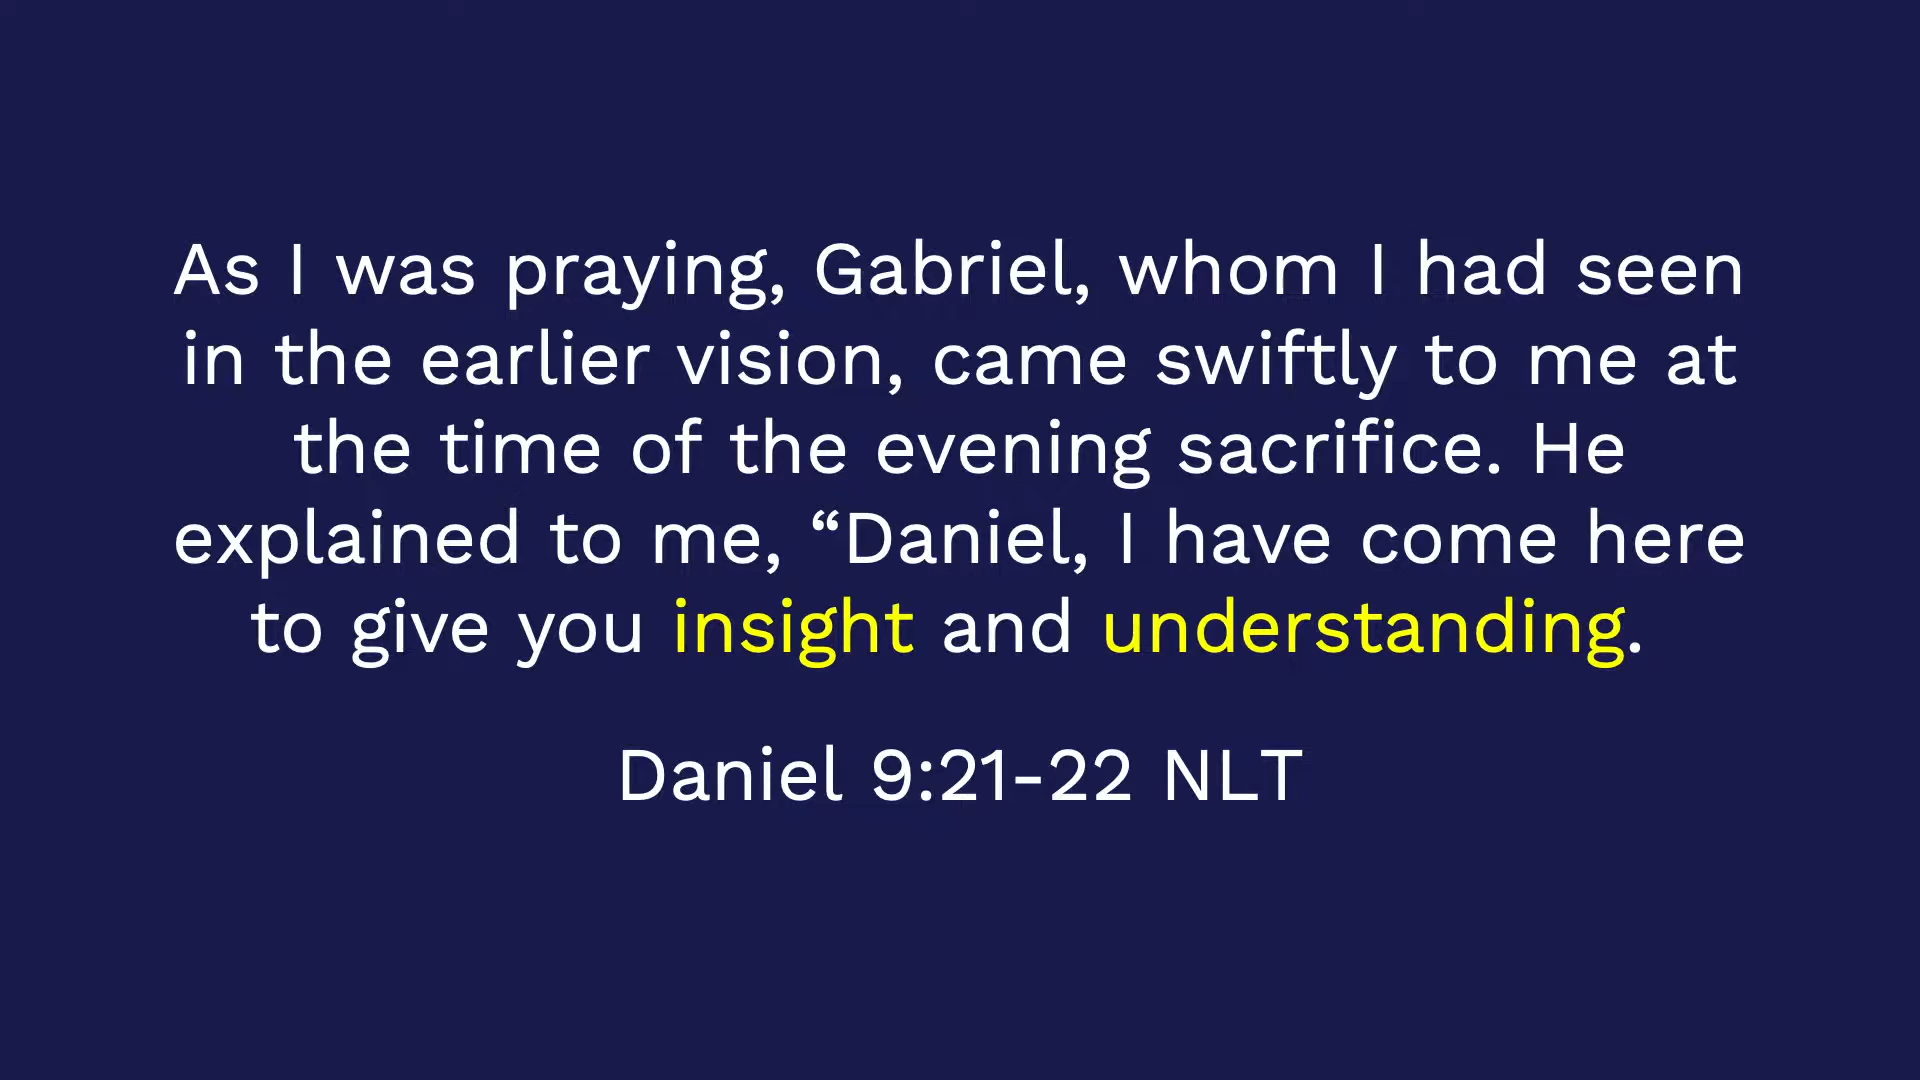 As I was praying, Gabriel, whom I had seen
in the earlier vision, came swiftly to me at
the time of the evening sacrifice. He
explained to me, “Daniel, I have come here
to give you insight and understanding.
Daniel 9:21-22 NLT